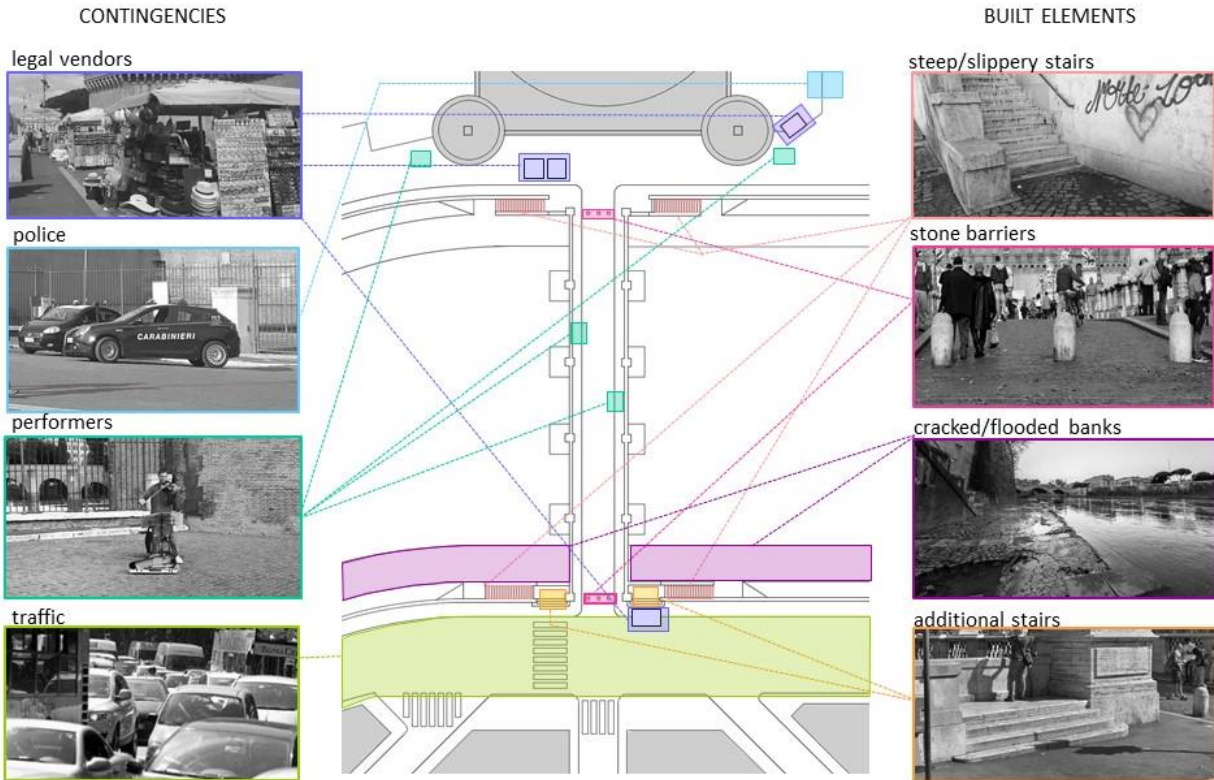 CONTINGENCIES
BUILT ELEMENTS
legal vendors
steep/slippery stairs
police
stone barriers
CARABINIERI
performers
cracked/flooded banks
traffic
additional stairs